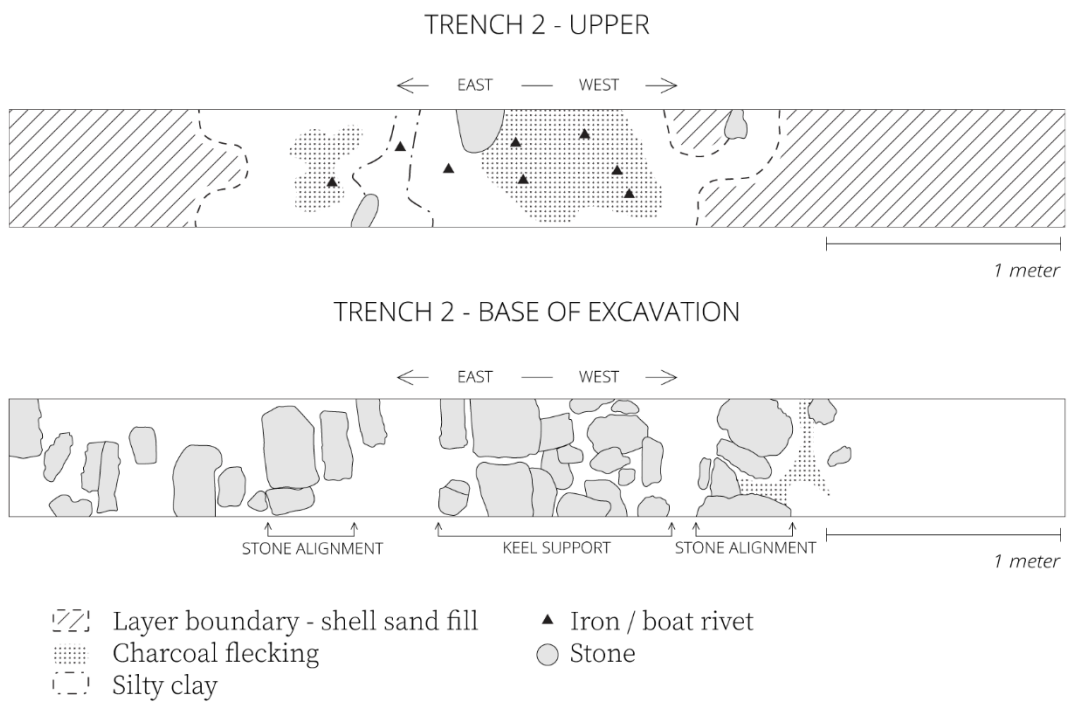 TRENCH 2 - UPPER
EAST — WEST
1 meter
TRENCH 2 - BASE OF EXCAVATION
EAST — WEST
STONE ALIGNMENT
KEEL SUPPORT
STONE ALIGNMENT
1 meter
Layer boundary - shell sand fill
Charcoal flecking
Silty clay
Iron / boat rivet
Stone